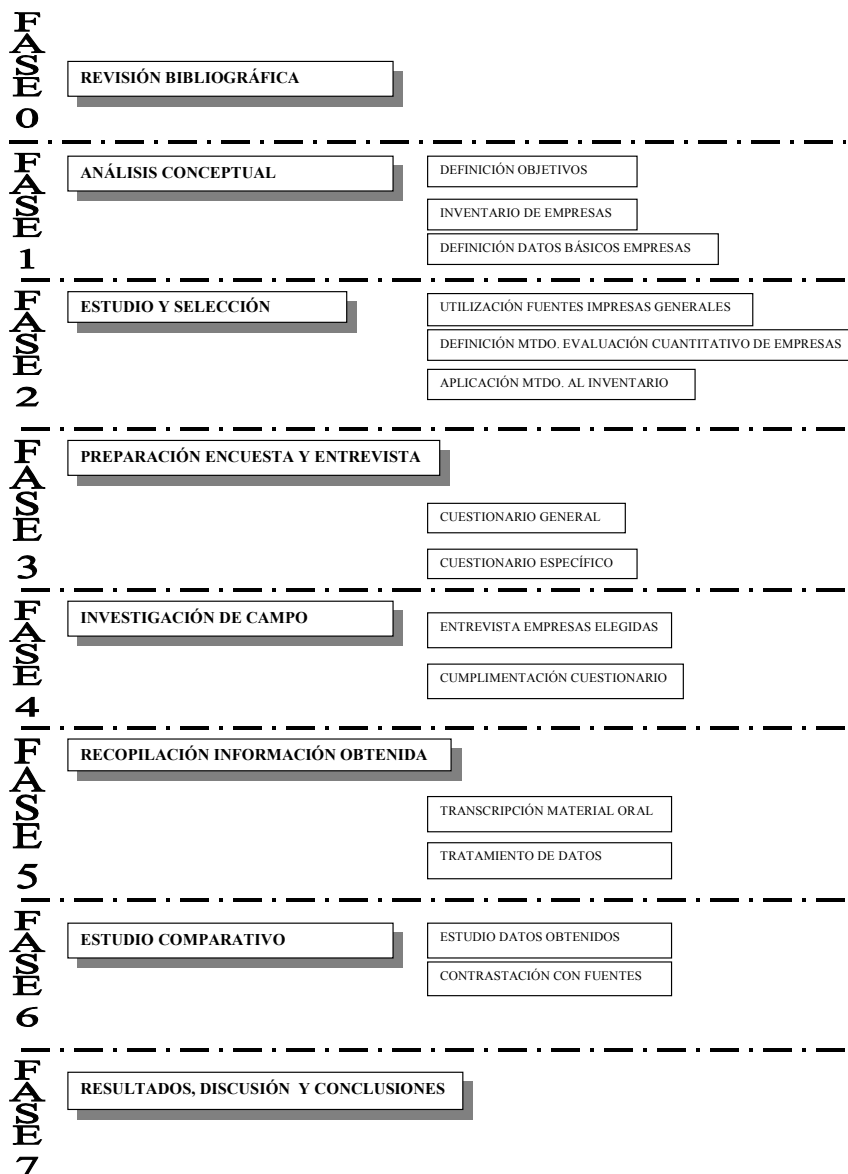 FASE 0
REVISIÓN BIBLIOGRÁFICA
FASE 1
ANÁLISIS CONCEPTUAL
DEFINICIÓN OBJETIVOS
INVENTARIO DE EMPRESAS
DEFINICIÓN DATOS BÁSICOS EMPRESAS
FASE 2
ESTUDIO Y SELECCIÓN
UTILIZACIÓN FUENTES IMPRESAS GENERALES
DEFINICIÓN MTDO. EVALUACIÓN CUANTITATIVO DE EMPRESAS
APLICACIÓN MTDO. AL INVENTARIO
FASE 3
PREPARACIÓN ENCUESTA Y ENTREVISTA
CUESTIONARIO GENERAL
CUESTIONARIO ESPECÍFICO
FASE 4
INVESTIGACIÓN DE CAMPO
ENTREVISTA EMPRESAS ELEGIDAS
CUMPLIMENTACIÓN CUESTIONARIO
FASE 5
RECOPILACIÓN INFORMACIÓN OBTENIDA
TRANSCRIPCIÓN MATERIAL ORAL
TRATAMIENTO DE DATOS
FASE 6
ESTUDIO COMPARATIVO
ESTUDIO DATOS OBTENIDOS
CONTRASTACIÓN CON FUENTES
FASE 7
RESULTADOS, DISCUSIÓN Y CONCLUSIONES